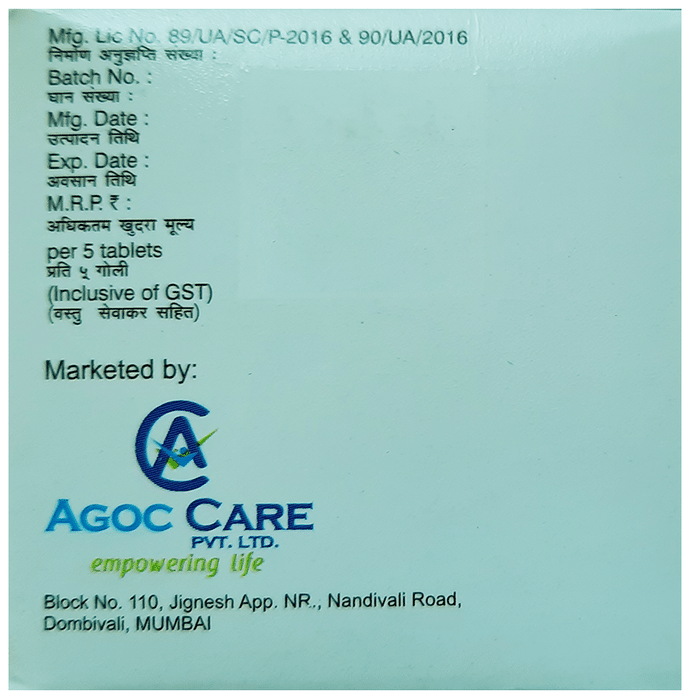 Mfg. Lic No. 89/UA/SC/P-2016 & 90/UA/2016
निर्माण अनुज्ञप्ति संख्या :
Batch No. :
घान संख्या :
Mfg. Date :
उत्पादन तिथि
Exp. Date :
अवसान तिथि
M.R.P. ₹ :
अधिकतम खुदरा मूल्य
per 5 tablets
प्रति ५ गोली
(Inclusive of GST)
(वस्तु सेवाकर सहित)
Marketed by:
CA
AGOC CARE
PVT. LTD.
empowering life
Block No. 110, Jignesh App. NR., Nandivali Road,
Dombivali, MUMBAI